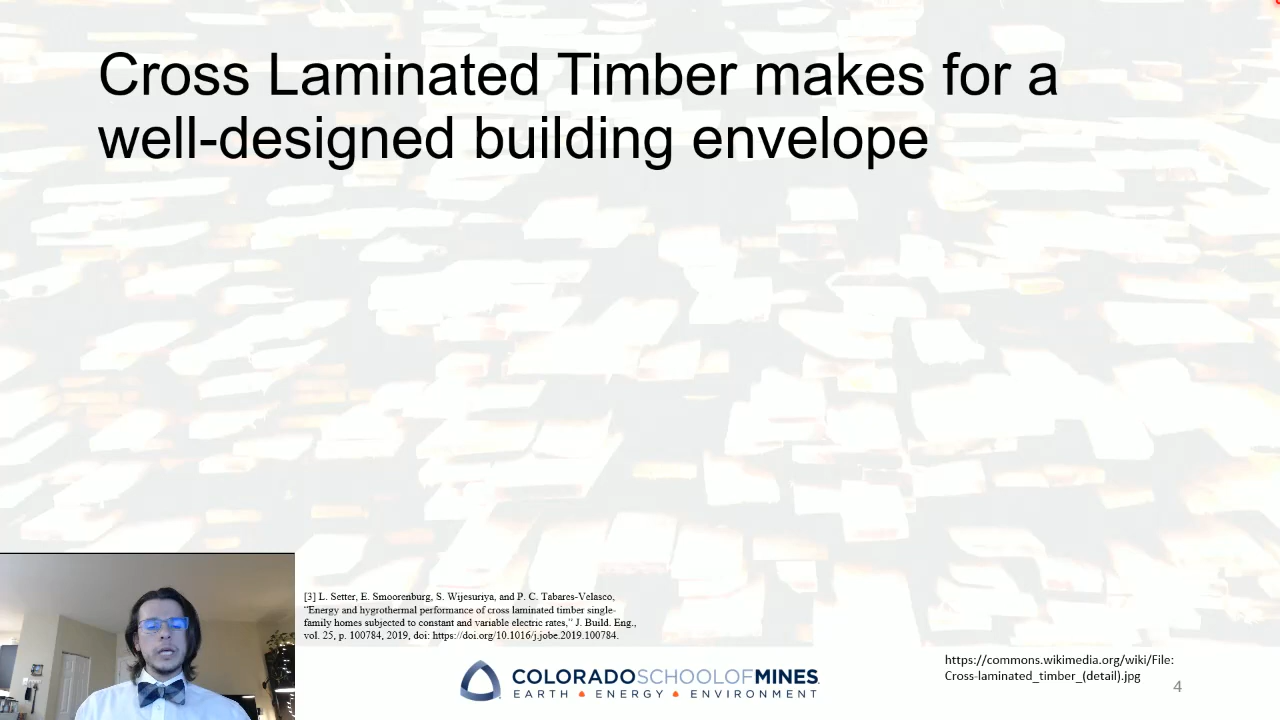 Cross Laminated Timber makes for a
well-designed building envelope
[3] L. Setter, E. Smoorenburg, S. Wijesuriya, and P. C. Tabares-Velasco,
“Energy and hygrothermal performance of cross laminated timber single-
family homes subjected to constant and variable electric rates,” J. Build. Eng.,
vol. 25, p. 100784, 2019, doi: https://doi.org/10.1016/j.jobe.2019.100784.
COLORADOSCHOOLOFMINES
EARTH • ENERGY • ENVIRONMENT
https://commons.wikimedia.org/wiki/File:
Cross-laminated_timber_(detail).jpg
4